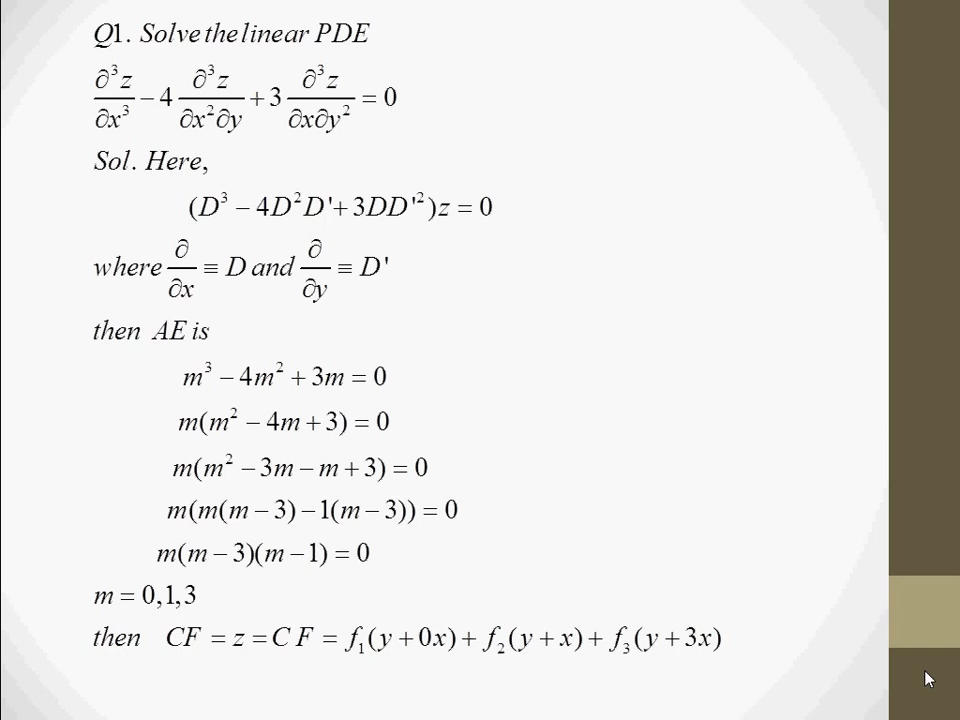 Q1. Solve the linear PDE
∂³z/∂x³ − 4 ∂³z/∂x²∂y + 3 ∂³z/∂x∂y² = 0
Sol. Here,
(D³ − 4D²D'+ 3DD'²)z = 0
where ∂/∂x ≡ D and ∂/∂y ≡ D'
then AE is
m³ − 4m² + 3m = 0
m(m² − 4m + 3) = 0
m(m² − 3m − m + 3) = 0
m(m(m − 3) − 1(m − 3)) = 0
m(m − 3)(m − 1) = 0
m = 0,1,3
then CF = z = C F = f₁(y + 0x) + f₂(y + x) + f₃(y + 3x)